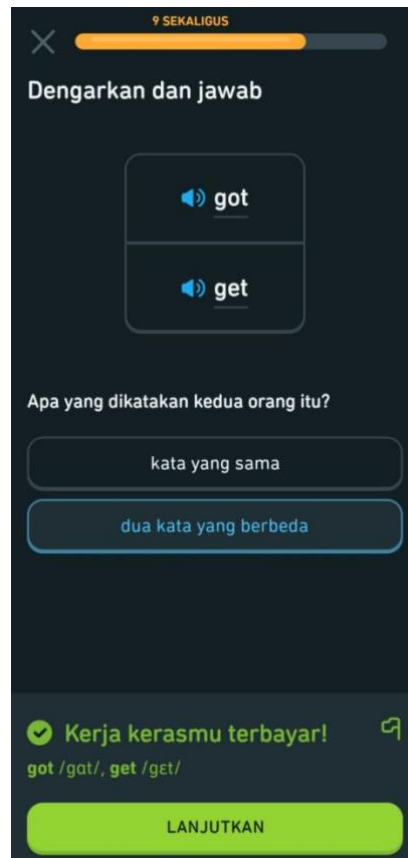 9 SEKALIGUS
Dengarkan dan jawab
got
get
Apa yang dikatakan kedua orang itu?
kata yang sama
dua kata yang berbeda
Kerja kerasmu terbayar!
got /gɑt/, get /gɛt/
LANJUTKAN